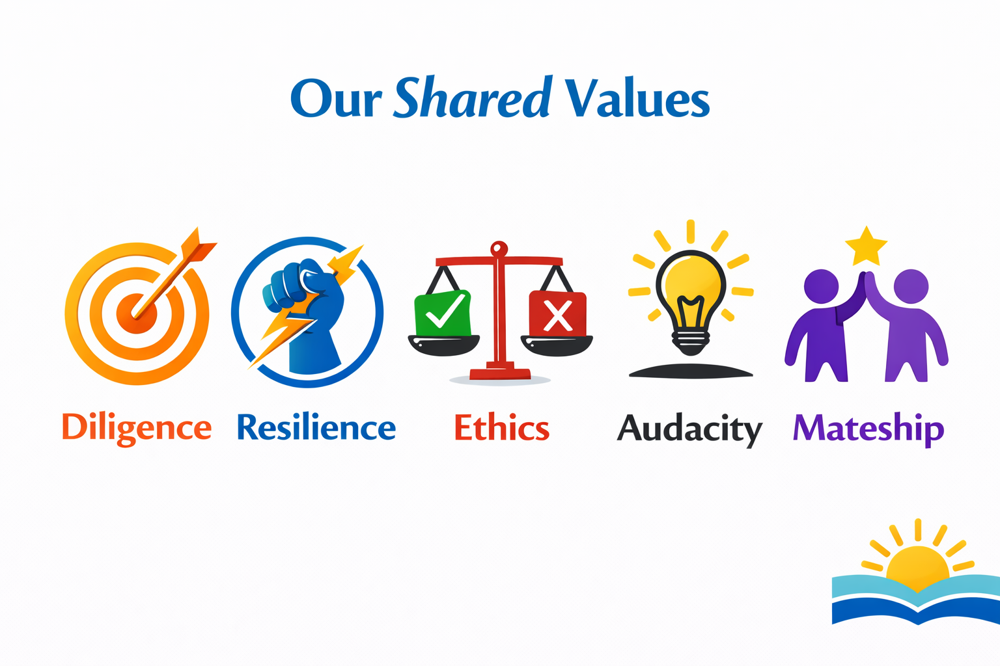 Our Shared Values
Diligence Resilience Ethics Audacity Mateship